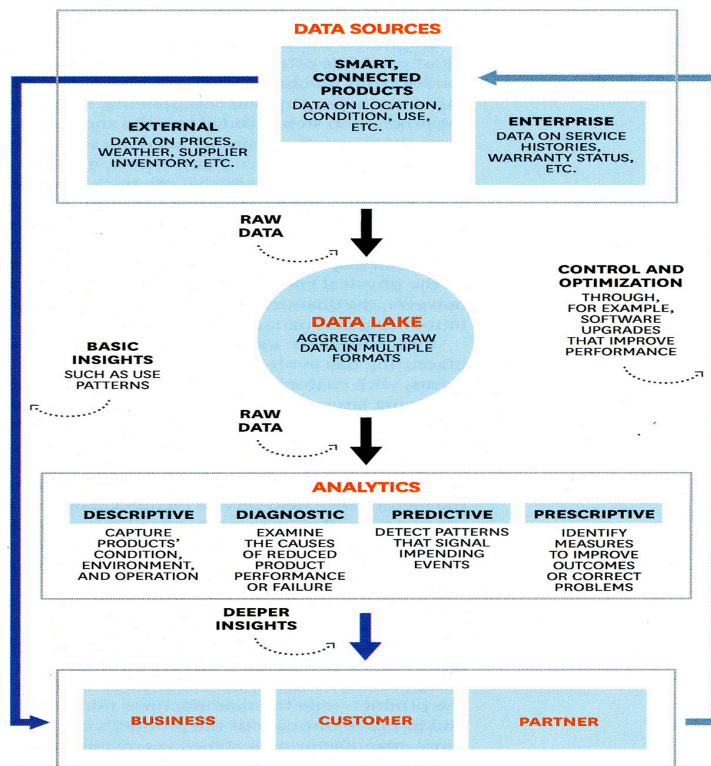 DATA SOURCES
SMART,
CONNECTED
PRODUCTS
DATA ON LOCATION,
CONDITION, USE,
ETC.
EXTERNAL
DATA ON PRICES,
WEATHER, SUPPLIER
INVENTORY, ETC.
ENTERPRISE
DATA ON SERVICE
HISTORIES,
WARRANTY STATUS,
ETC.
RAW
DATA
DATA LAKE
AGGREGATED RAW
DATA IN MULTIPLE
FORMATS
CONTROL AND
OPTIMIZATION
THROUGH,
FOR EXAMPLE,
SOFTWARE
UPGRADES
THAT IMPROVE
PERFORMANCE
BASIC
INSIGHTS
SUCH AS USE
PATTERNS
RAW
DATA
ANALYTICS
DESCRIPTIVE
CAPTURE
PRODUCTS'
CONDITION,
ENVIRONMENT,
AND OPERATION
DIAGNOSTIC
EXAMINE
THE CAUSES
OF REDUCED
PRODUCT
PERFORMANCE
OR FAILURE
PREDICTIVE
DETECT PATTERNS
THAT SIGNAL
IMPENDING
EVENTS
PRESCRIPTIVE
IDENTIFY
MEASURES
TO IMPROVE
OUTCOMES
OR CORRECT
PROBLEMS
DEEPER
INSIGHTS
BUSINESS
CUSTOMER
PARTNER